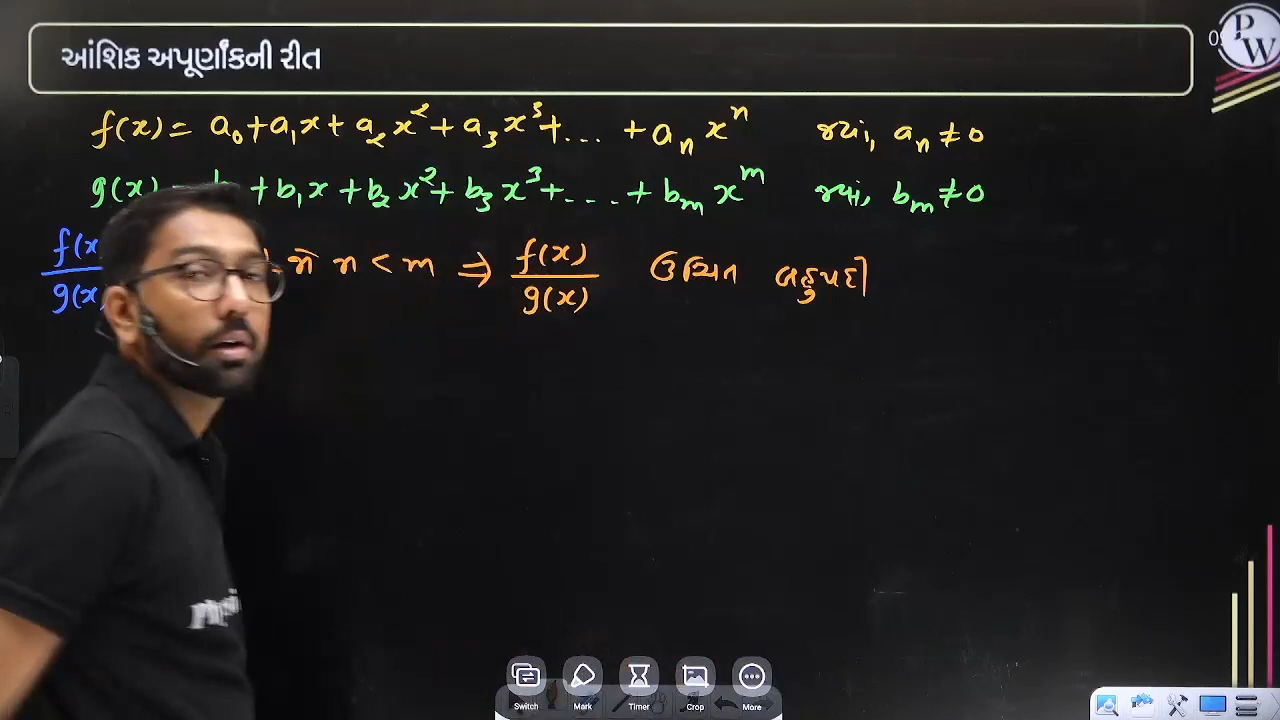 આંશિક અપૂર્ણાંકની રીત
PW
f(x) = a₀ + a₁x + a₂x² + a₃x³ + ... + aₙxⁿ જ્યાં, aₙ ≠ 0
g(x) = b + b₁x + b₂x² + b₃x³ + ... + bₘxᵐ જ્યાં, bₘ ≠ 0
f(x / g(x n < m ⇒ f(x) / g(x) ઉચિત બહુપદી
Switch Mark Timer Crop More